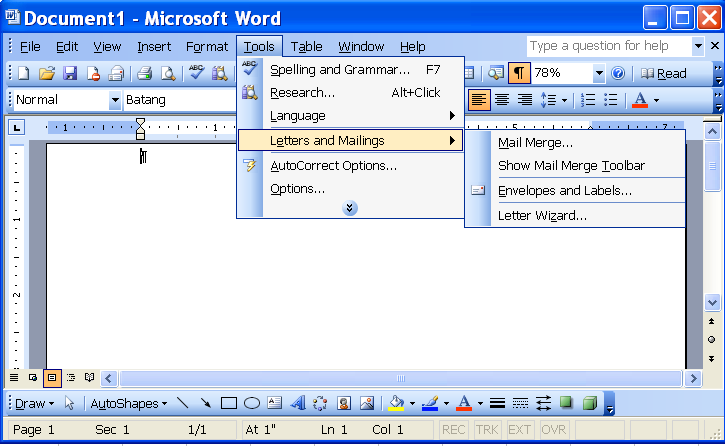 Document1 - Microsoft Word
File Edit View Insert Format Tools Table Window Help Type a question for help
Spelling and Grammar... F7
78% Read
Research... Alt+Click
Normal Batang
Language
Letters and Mailings
Mail Merge...
Show Mail Merge Toolbar
AutoCorrect Options...
Envelopes and Labels...
Options...
Letter Wizard...
Draw AutoShapes
Page 1 Sec 1 1/1 At 1" Ln 1 Col 1 REC TRK EXT OVR